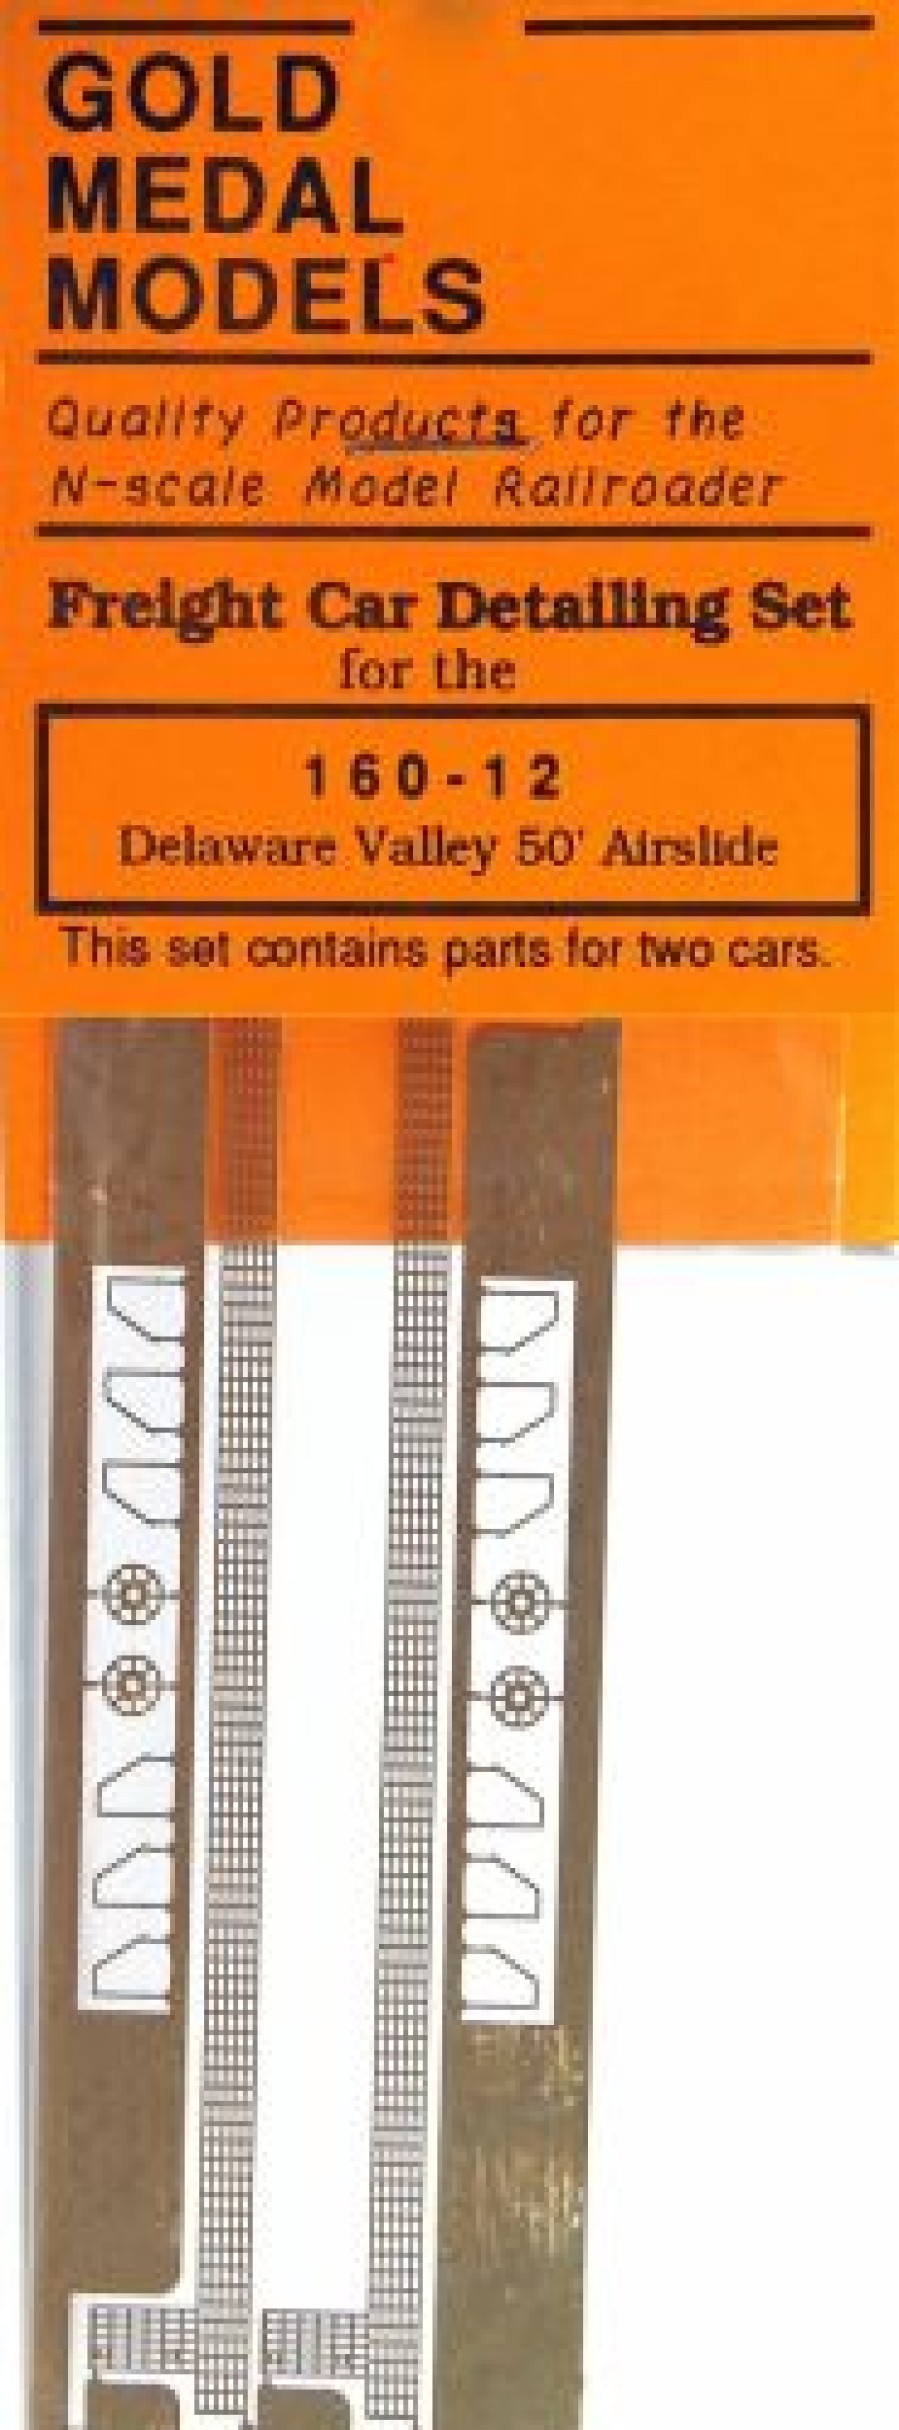 GOLD
MEDAL
MODELS
Quality Products for the
N-scale Model Railroader
Freight Car Detailing Set
for the
160-12
Delaware Valley 50' Airslide
This set contains parts for two cars.